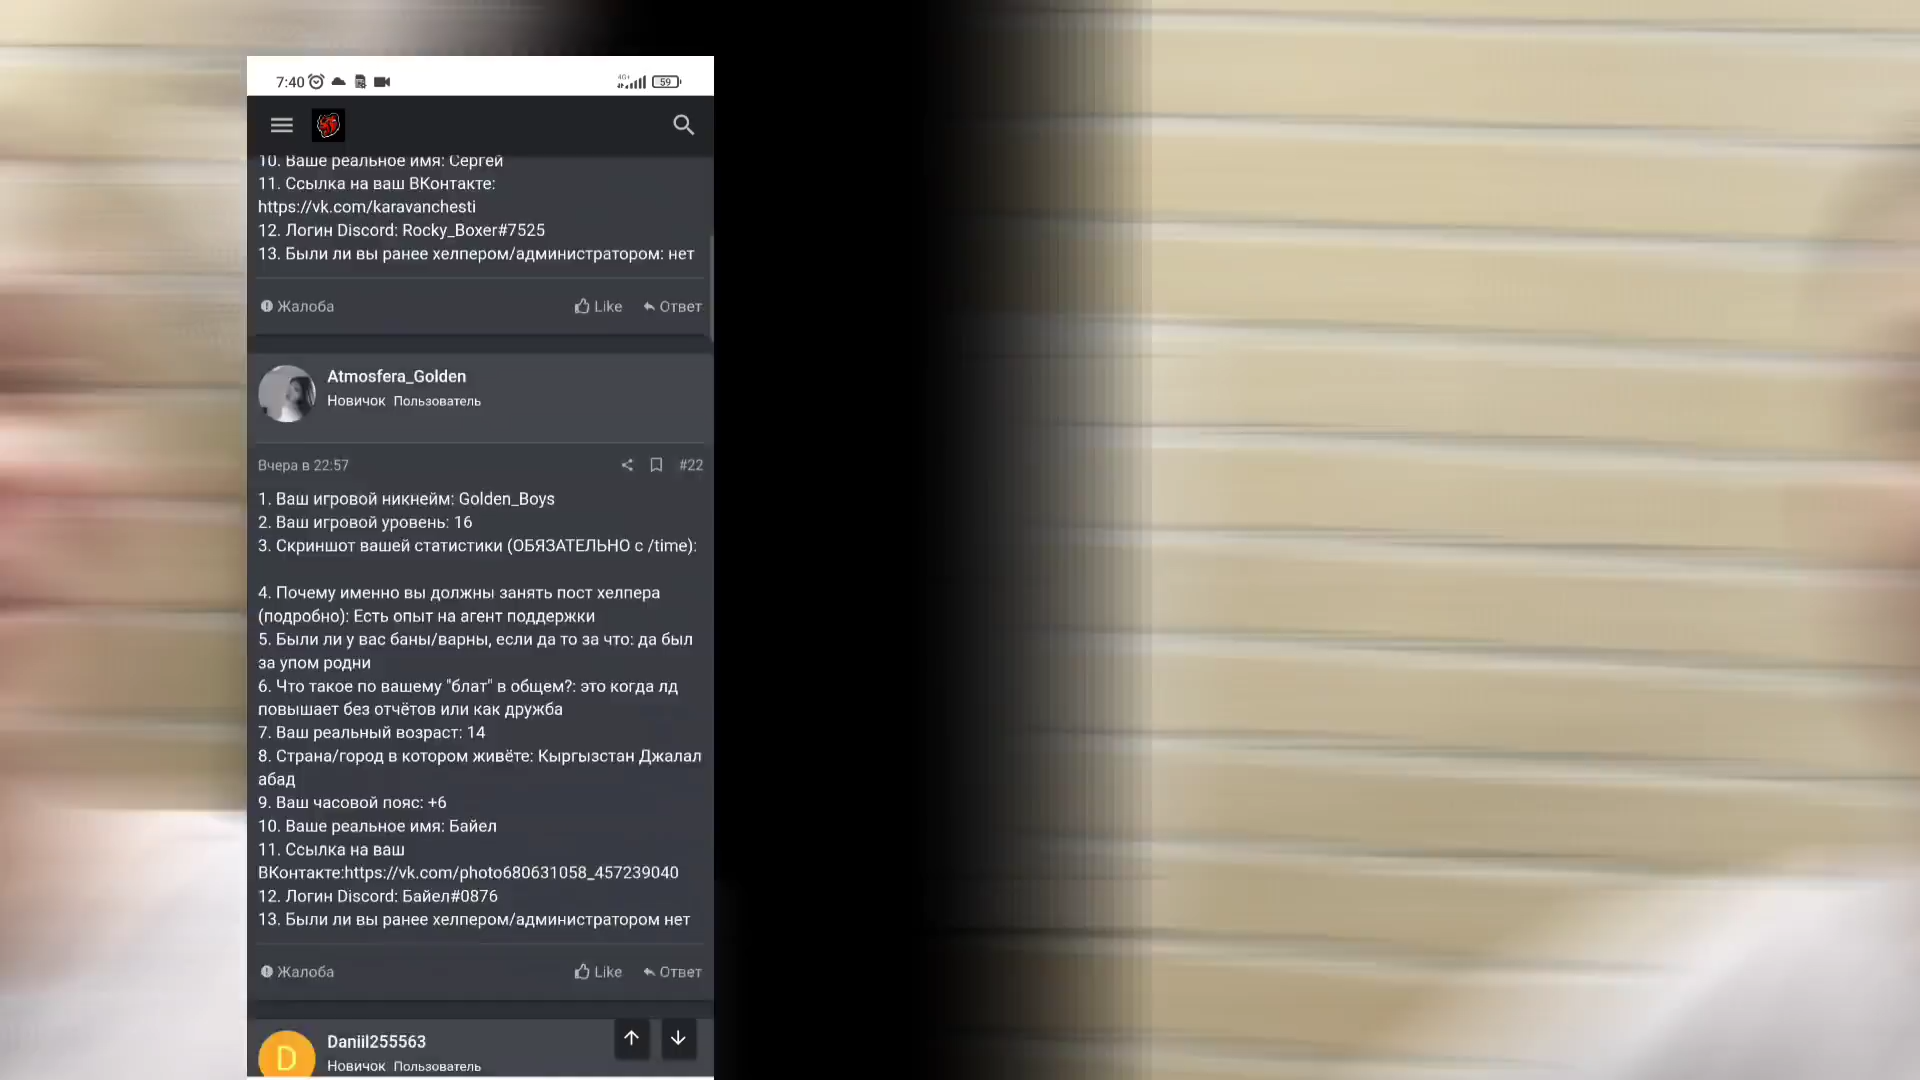 7:40
4G+
59
10. Ваше реальное имя: Сергей
11. Ссылка на ваш ВКонтакте:
https://vk.com/karavanchesti
12. Логин Discord: Rocky_Boxer#7525
13. Были ли вы ранее хелпером/администратором: нет
Жалоба
Like
Ответ
Atmosfera_Golden
Новичок Пользователь
Вчера в 22:57
#22
1. Ваш игровой никнейм: Golden_Boys
2. Ваш игровой уровень: 16
3. Скриншот вашей статистики (ОБЯЗАТЕЛЬНО с /time):
4. Почему именно вы должны занять пост хелпера
(подробно): Есть опыт на агент поддержки
5. Были ли у вас баны/варны, если да то за что: да был
за упом родни
6. Что такое по вашему "блат" в общем?: это когда лд
повышает без отчётов или как дружба
7. Ваш реальный возраст: 14
8. Страна/город в котором живёте: Кыргызстан Джалал
абад
9. Ваш часовой пояс: +6
10. Ваше реальное имя: Байел
11. Ссылка на ваш
ВКонтакте:https://vk.com/photo680631058_457239040
12. Логин Discord: Байел#0876
13. Были ли вы ранее хелпером/администратором нет
Жалоба
Like
Ответ
D
Daniil255563
Новичок Пользователь